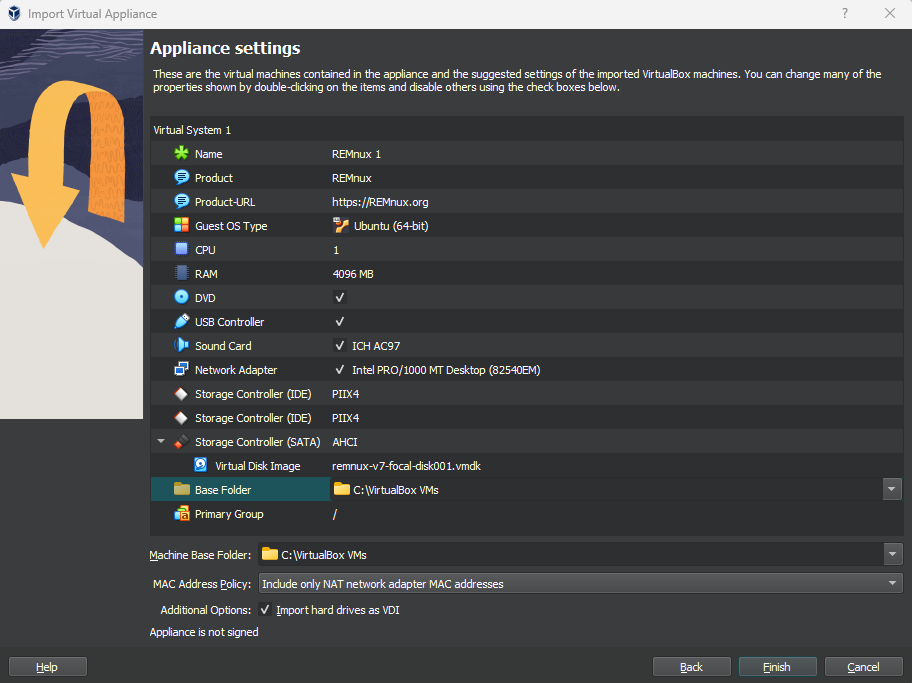 Import Virtual Appliance
Appliance settings
These are the virtual machines contained in the appliance and the suggested settings of the imported VirtualBox machines. You can change many of the
properties shown by double-clicking on the items and disable others using the check boxes below.
Virtual System 1
Name REMnux 1
Product REMnux
Product-URL https://REMnux.org
Guest OS Type Ubuntu (64-bit)
CPU 1
RAM 4096 MB
DVD
USB Controller
Sound Card ICH AC97
Network Adapter Intel PRO/1000 MT Desktop (82540EM)
Storage Controller (IDE) PIIX4
Storage Controller (IDE) PIIX4
Storage Controller (SATA) AHCI
Virtual Disk Image remnux-v7-focal-disk001.vmdk
Base Folder C:\VirtualBox VMs
Primary Group /
Machine Base Folder: C:\VirtualBox VMs
MAC Address Policy: Include only NAT network adapter MAC addresses
Additional Options: Import hard drives as VDI
Appliance is not signed
Help Back Finish Cancel